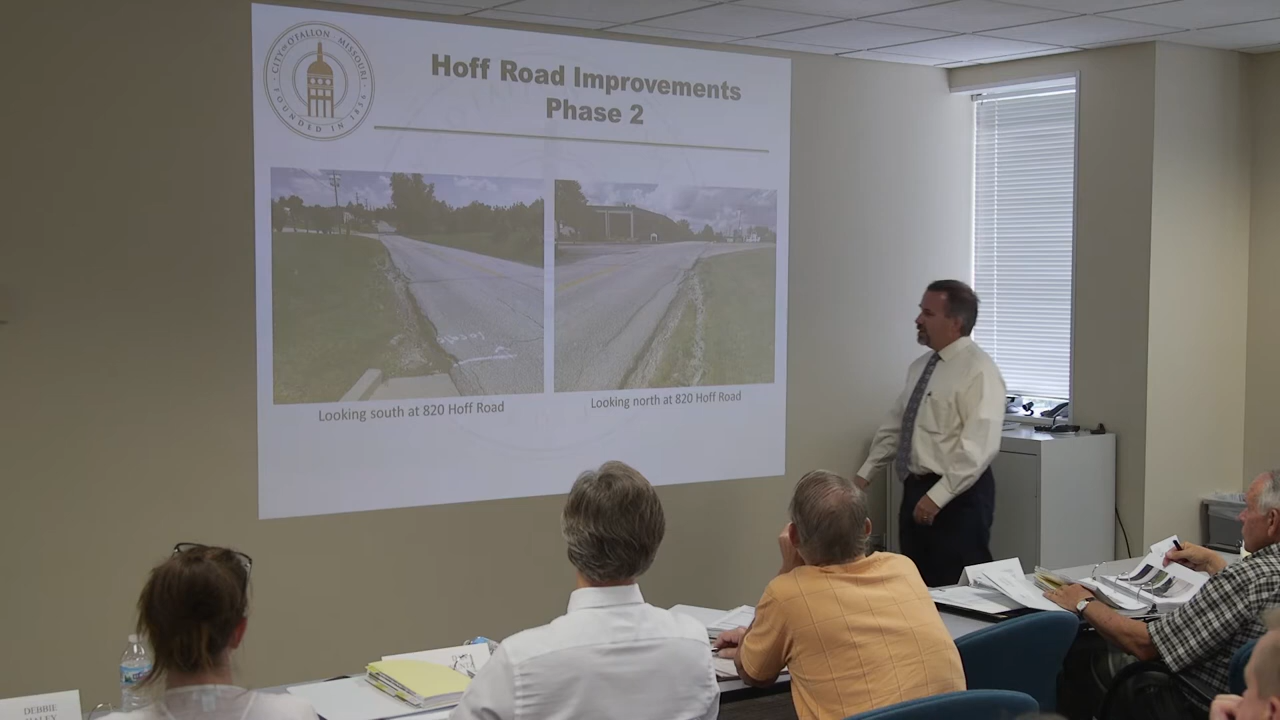 CITY OF O'FALLON, MISSOURI
FOUNDED IN 1856
Hoff Road Improvements
Phase 2
Looking south at 820 Hoff Road
Looking north at 820 Hoff Road
DEBBIE
HALEY